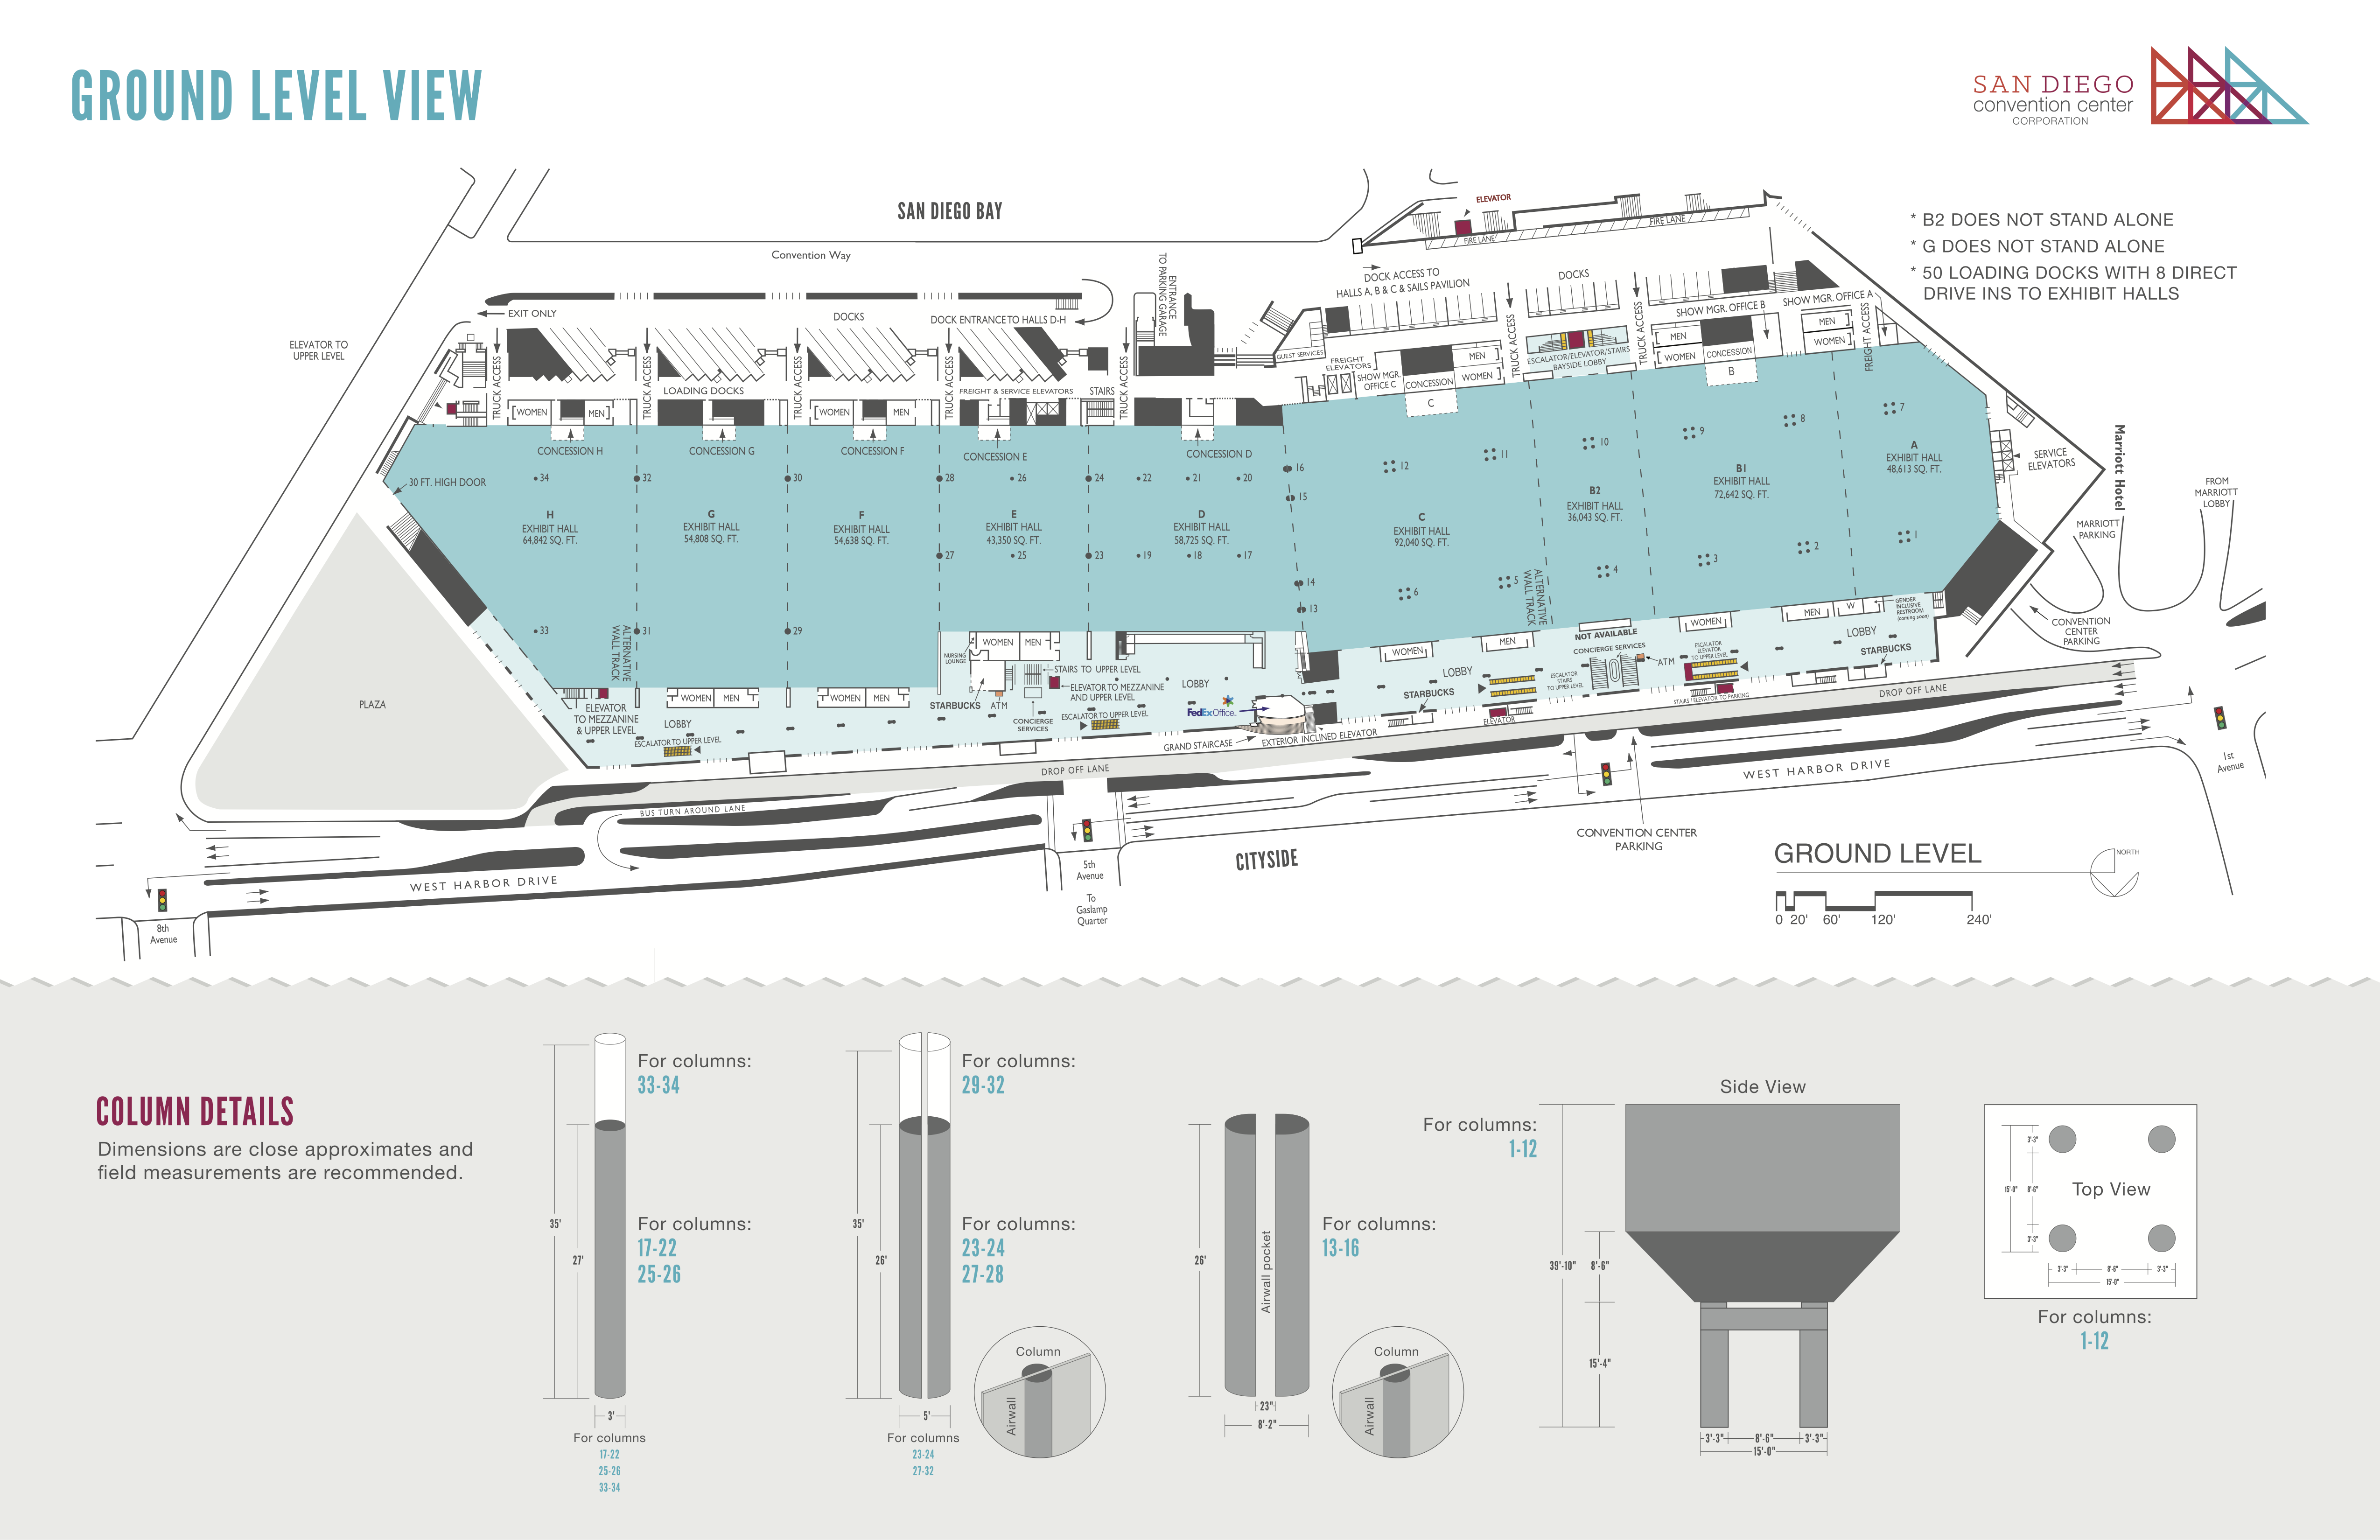 GROUND LEVEL VIEW
SAN DIEGO
convention center
CORPORATION
* B2 DOES NOT STAND ALONE
* G DOES NOT STAND ALONE
* 50 LOADING DOCKS WITH 8 DIRECT
DRIVE INS TO EXHIBIT HALLS
SAN DIEGO BAY
Convention Way
ELEVATOR
FIRE LANE
FIRE LANE
ENTRANCE
TO PARKING GARAGE
DOCK ACCESS TO
HALLS A, B & C & SAILS PAVILION
DOCKS
EXIT ONLY
DOCKS
DOCK ENTRANCE TO HALLS D-H
ELEVATOR TO
UPPER LEVEL
TRUCK ACCESS
TRUCK ACCESS
TRUCK ACCESS
TRUCK ACCESS
TRUCK ACCESS
TRUCK ACCESS
TRUCK ACCESS
FREIGHT ACCESS
SHOW MGR. OFFICE B
SHOW MGR. OFFICE A
LOADING DOCKS
FREIGHT & SERVICE ELEVATORS
STAIRS
GUEST SERVICES
FREIGHT
ELEVATORS
SHOW MGR.
OFFICE C
CONCESSION
C
MEN
WOMEN
ESCALATOR/ELEVATOR/STAIRS
BAYSIDE LOBBY
MEN
WOMEN
CONCESSION
B
MEN
WOMEN
WOMEN
MEN
WOMEN
MEN
CONCESSION H
CONCESSION G
CONCESSION F
CONCESSION E
CONCESSION D
30 FT. HIGH DOOR
34
32
30
28
26
24
22
21
20
16
15
12
11
10
9
8
7
H
EXHIBIT HALL
64,842 SQ. FT.
G
EXHIBIT HALL
54,808 SQ. FT.
F
EXHIBIT HALL
54,638 SQ. FT.
E
EXHIBIT HALL
43,350 SQ. FT.
D
EXHIBIT HALL
58,725 SQ. FT.
C
EXHIBIT HALL
92,040 SQ. FT.
B2
EXHIBIT HALL
36,043 SQ. FT.
B1
EXHIBIT HALL
72,642 SQ. FT.
A
EXHIBIT HALL
48,613 SQ. FT.
SERVICE
ELEVATORS
Marriott Hotel
FROM
MARRIOTT
LOBBY
MARRIOTT
PARKING
CONVENTION
CENTER
PARKING
27
25
23
19
18
17
14
13
6
5
4
3
2
1
33
31
29
ALTERNATIVE
WALL TRACK
ALTERNATIVE
WALL TRACK
NURSING
LOUNGE
WOMEN
MEN
STAIRS TO UPPER LEVEL
ELEVATOR TO MEZZANINE
AND UPPER LEVEL
LOBBY
STARBUCKS
ATM
CONCIERGE
SERVICES
ESCALATOR TO UPPER LEVEL
FedEx Office.
GRAND STAIRCASE
EXTERIOR INCLINED ELEVATOR
WOMEN
MEN
WOMEN
MEN
ELEVATOR
TO MEZZANINE
& UPPER LEVEL
LOBBY
ESCALATOR TO UPPER LEVEL
WOMEN
MEN
LOBBY
STARBUCKS
ELEVATOR
ESCALATOR
STAIRS
TO UPPER LEVEL
NOT AVAILABLE
CONCIERGE SERVICES
ATM
WOMEN
ESCALATOR
ELEVATOR
TO UPPER LEVEL
STAIRS / ELEVATOR TO PARKING
MEN
W
GENDER
INCLUSIVE
RESTROOM
(coming soon)
LOBBY
STARBUCKS
DROP OFF LANE
DROP OFF LANE
PLAZA
BUS TURN AROUND LANE
WEST HARBOR DRIVE
WEST HARBOR DRIVE
1st
Avenue
5th
Avenue
To
Gaslamp
Quarter
8th
Avenue
CITYSIDE
CONVENTION CENTER
PARKING
GROUND LEVEL
NORTH
0 20' 60' 120' 240'
COLUMN DETAILS
Dimensions are close approximates and
field measurements are recommended.
For columns:
33-34
For columns:
17-22
25-26
35'
27'
3'
For columns
17-22
25-26
33-34
For columns:
29-32
For columns:
23-24
27-28
35'
26'
5'
For columns
23-24
27-32
Column
Airwall
26'
Airwall pocket
23"
8'-2"
For columns:
13-16
Column
Airwall
For columns:
1-12
Side View
39'-10"
8'-6"
15'-4"
3'-3"
8'-6"
3'-3"
15'-0"
Top View
3'-3"
15'-0"
8'-6"
3'-3"
3'-3"
8'-6"
3'-3"
15'-0"
For columns:
1-12